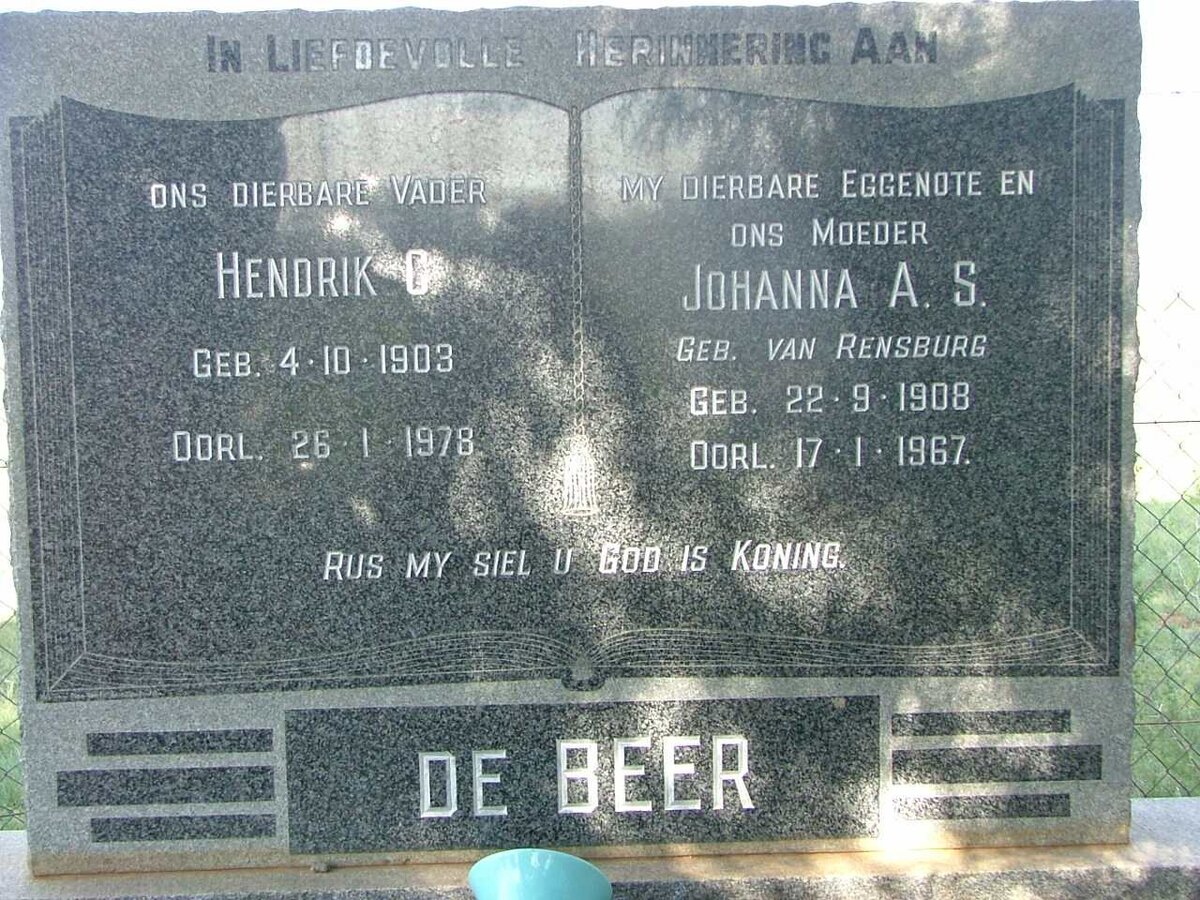 IN LIEFDEVOLLE HERINNERING AAN
ONS DIERBARE VADER
HENDRIK
GEB. 4·10·1903
OORL. 26·1·1978
MY DIERBARE EGGENOTE EN
ONS MOEDER
JOHANNA A. S.
GEB. VAN RENSBURG
GEB. 22·9·1908
OORL. 17·1·1967.
RUS MY SIEL U GOD IS KONING.
DE BEER